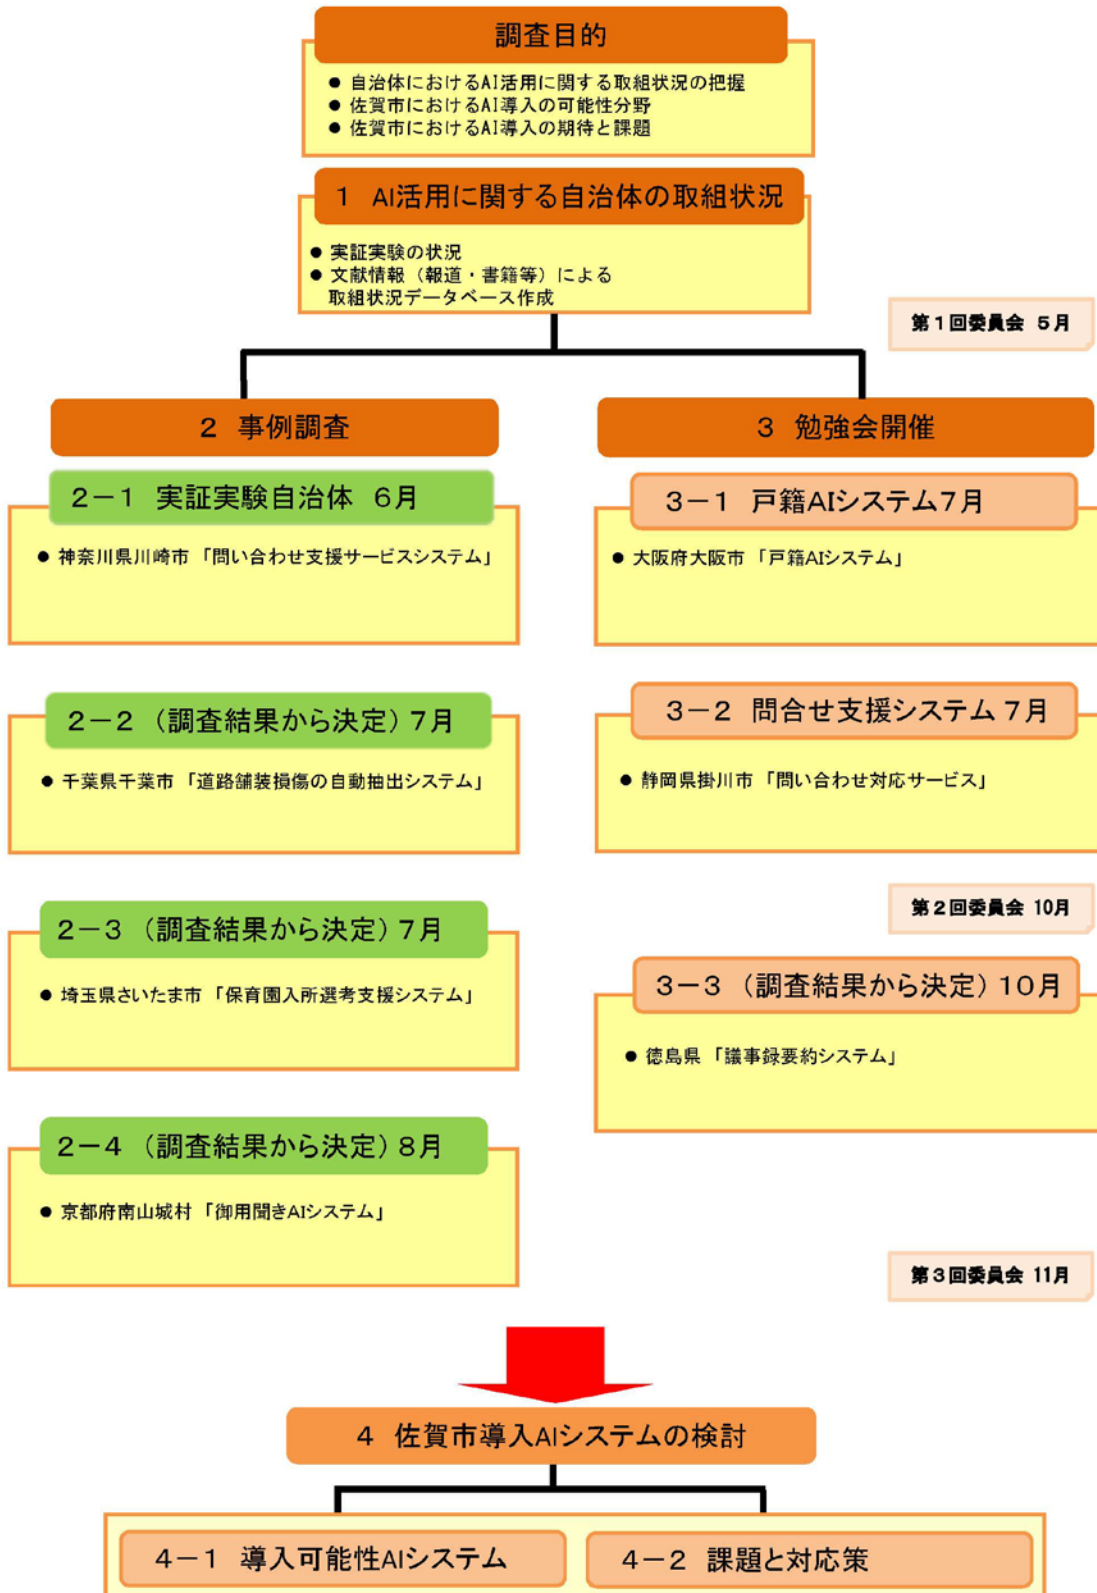 調査目的
● 自治体におけるAI活用に関する取組状況の把握
● 佐賀市におけるAI導入の可能性分野
● 佐賀市におけるAI導入の期待と課題
1 AI活用に関する自治体の取組状況
● 実証実験の状況
● 文献情報（報道・書籍等）による
取組状況データベース作成
第1回委員会 5月
2 事例調査
3 勉強会開催
2－1 実証実験自治体 6月
● 神奈川県川崎市 「問い合わせ支援サービスシステム」
3－1 戸籍AIシステム7月
● 大阪府大阪市 「戸籍AIシステム」
2－2 （調査結果から決定）7月
● 千葉県千葉市 「道路舗装損傷の自動抽出システム」
3－2 問合せ支援システム 7月
● 静岡県掛川市 「問い合わせ対応サービス」
第2回委員会 10月
2－3 （調査結果から決定）7月
● 埼玉県さいたま市 「保育園入所選考支援システム」
3－3 （調査結果から決定）10月
● 徳島県 「議事録要約システム」
2－4 （調査結果から決定）8月
● 京都府南山城村 「御用聞きAIシステム」
第3回委員会 11月
4 佐賀市導入AIシステムの検討
4－1 導入可能性AIシステム
4－2 課題と対応策